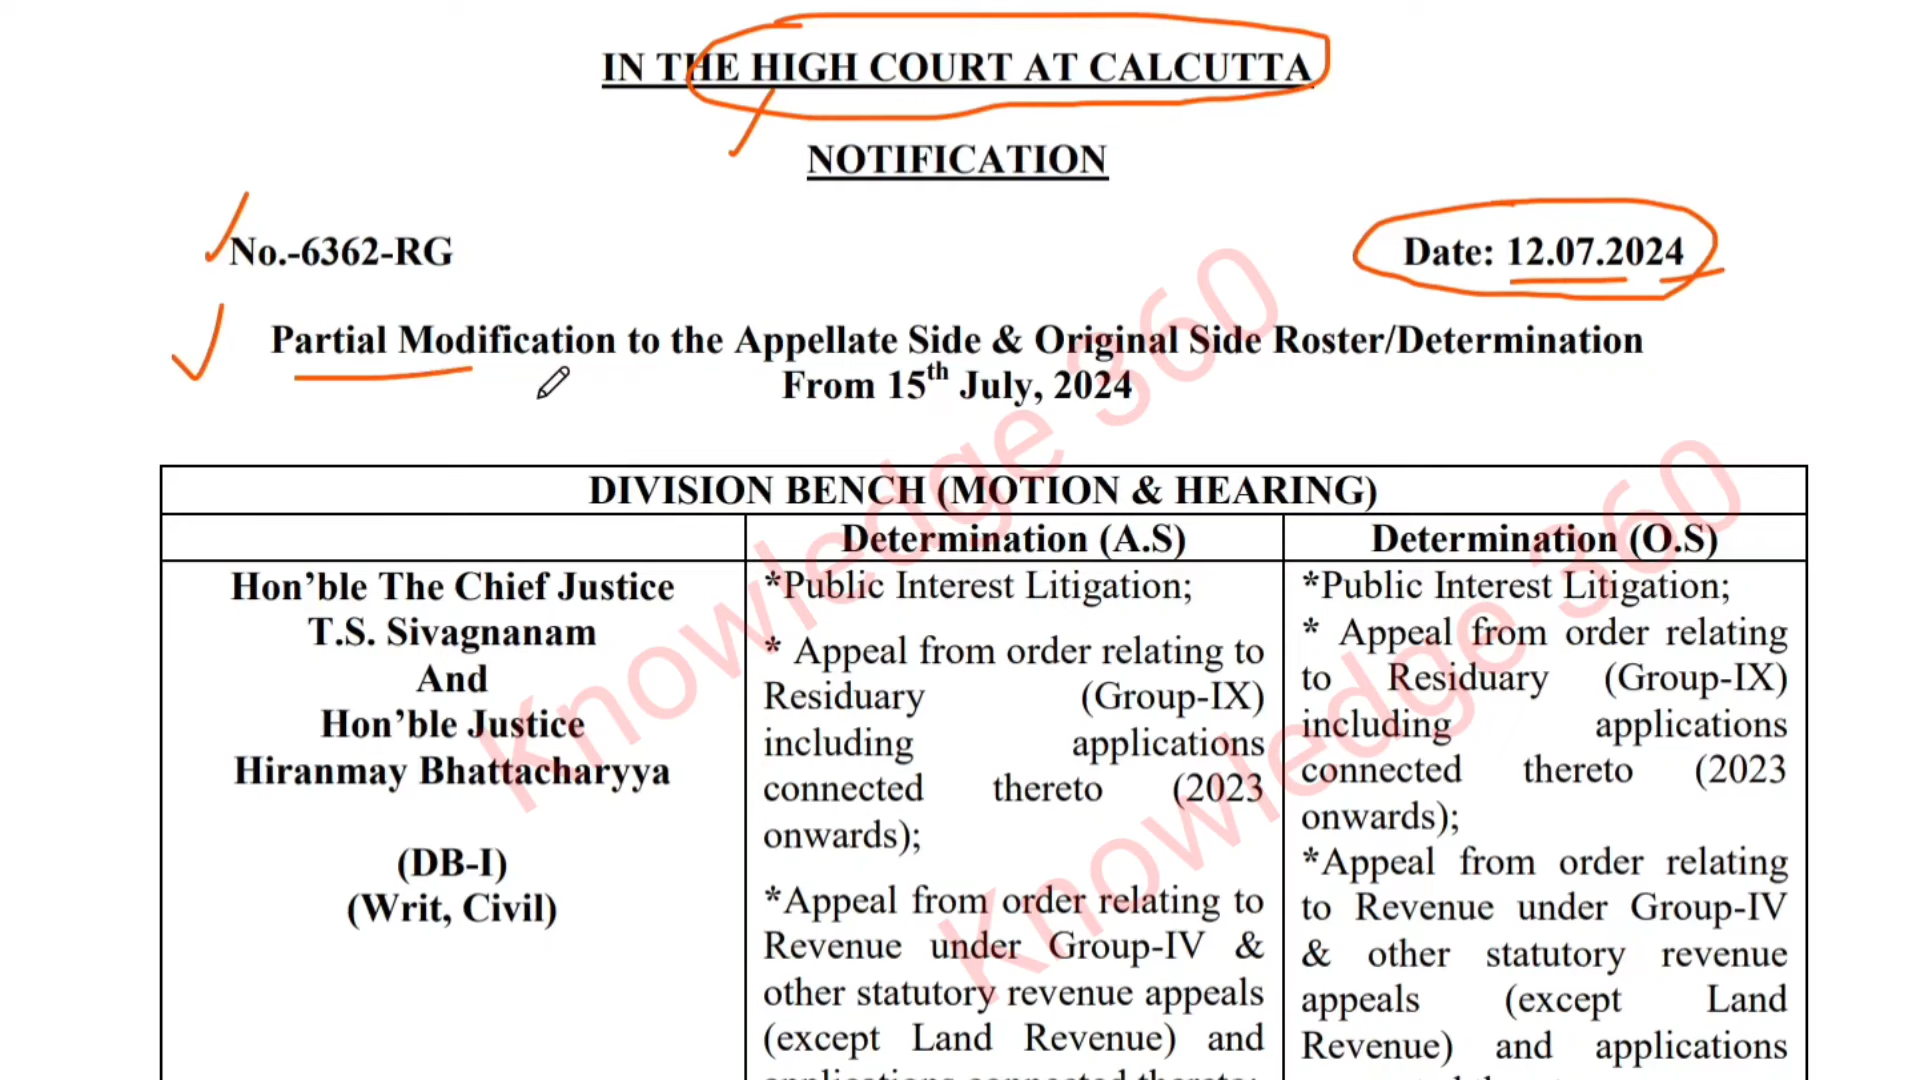 IN THE HIGH COURT AT CALCUTTA
NOTIFICATION
No.-6362-RG
Date: 12.07.2024
Partial Modification to the Appellate Side & Original Side Roster/Determination
From 15th July, 2024
DIVISION BENCH (MOTION & HEARING)
Determination (A.S)
Determination (O.S)
Hon’ble The Chief Justice
T.S. Sivagnanam
And
Hon’ble Justice
Hiranmay Bhattacharyya
(DB-I)
(Writ, Civil)
*Public Interest Litigation;
* Appeal from order relating to
Residuary (Group-IX)
including applications
connected thereto (2023
onwards);
*Appeal from order relating to
Revenue under Group-IV &
other statutory revenue appeals
(except Land Revenue) and
*Public Interest Litigation;
* Appeal from order relating
to Residuary (Group-IX)
including applications
connected thereto (2023
onwards);
*Appeal from order relating
to Revenue under Group-IV
& other statutory revenue
appeals (except Land
Revenue) and applications
Knowledge 360
Knowledge 360